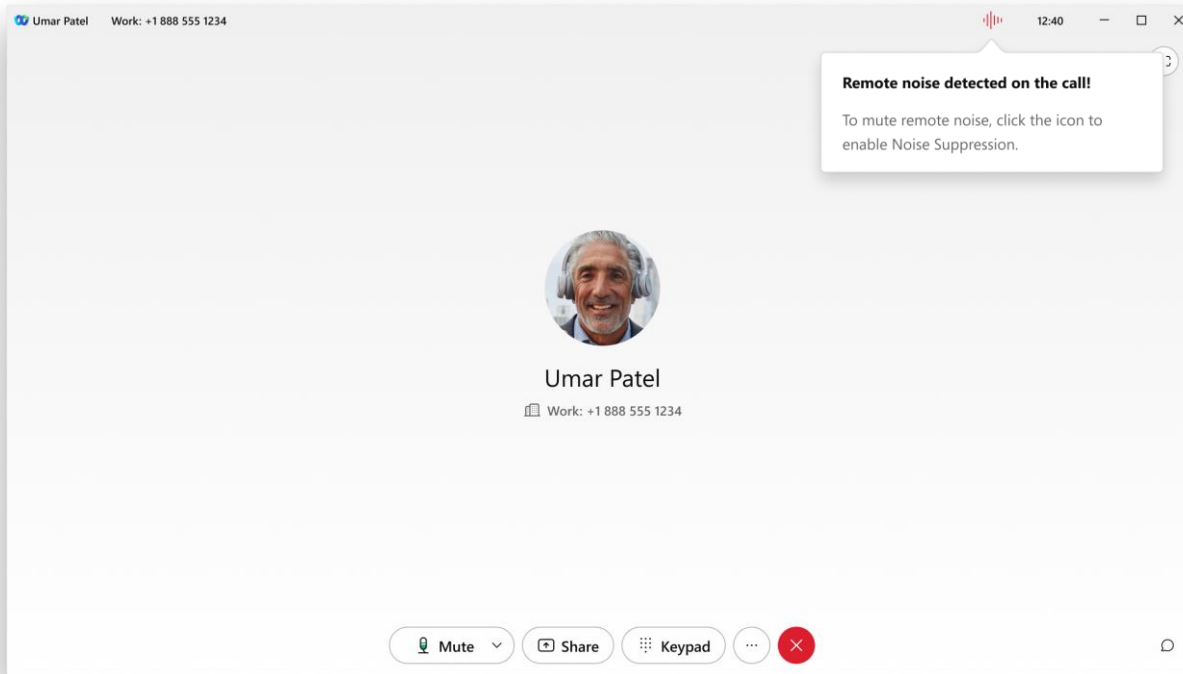 Umar Patel Work: +1 888 555 1234 12:40
Remote noise detected on the call!
To mute remote noise, click the icon to
enable Noise Suppression.
Umar Patel
Work: +1 888 555 1234
Mute Share Keypad